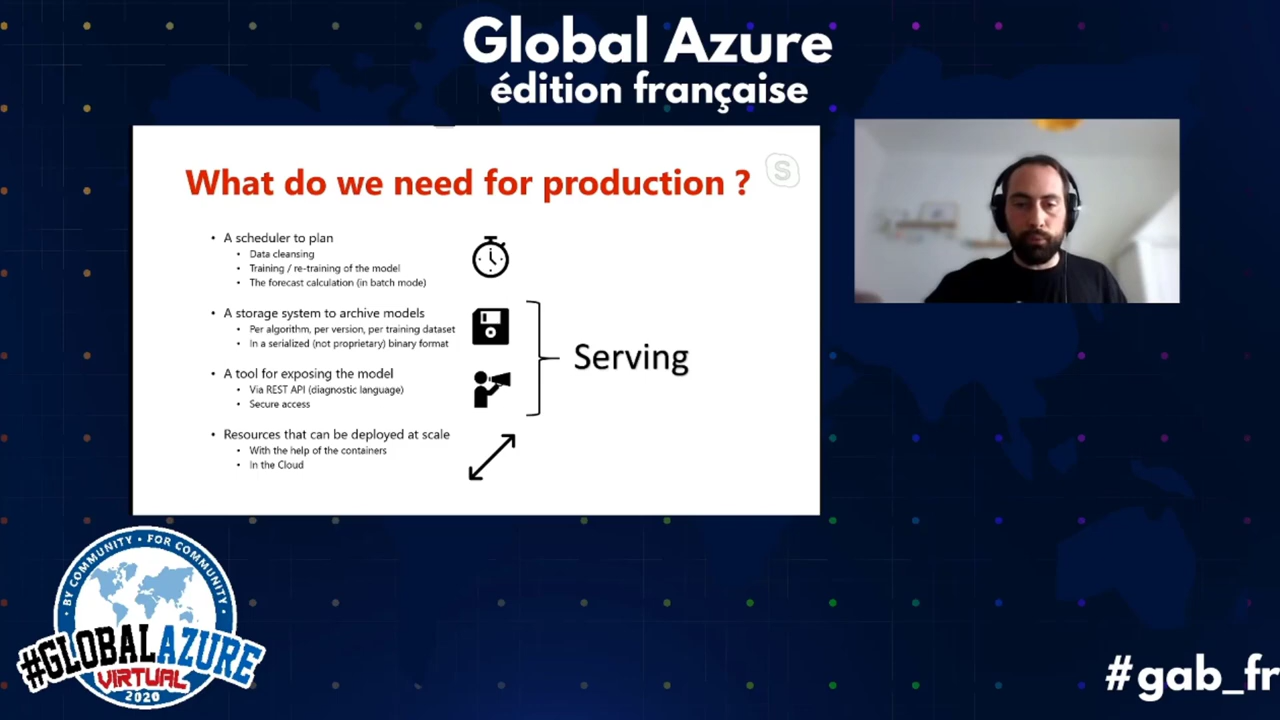 Global Azure
édition française
What do we need for production ?
S
• A scheduler to plan
• Data cleansing
• Training / re-training of the model
• The forecast calculation (in batch mode)
• A storage system to archive models
• Per algorithm, per version, per training dataset
• In a serialized (not proprietary) binary format
• A tool for exposing the model
• Via REST API (diagnostic language)
• Secure access
• Resources that can be deployed at scale
• With the help of the containers
• In the Cloud
Serving
• BY COMMUNITY • FOR COMMUNITY •
#GLOBALAZURE
VIRTUAL
2020
#gab_fr